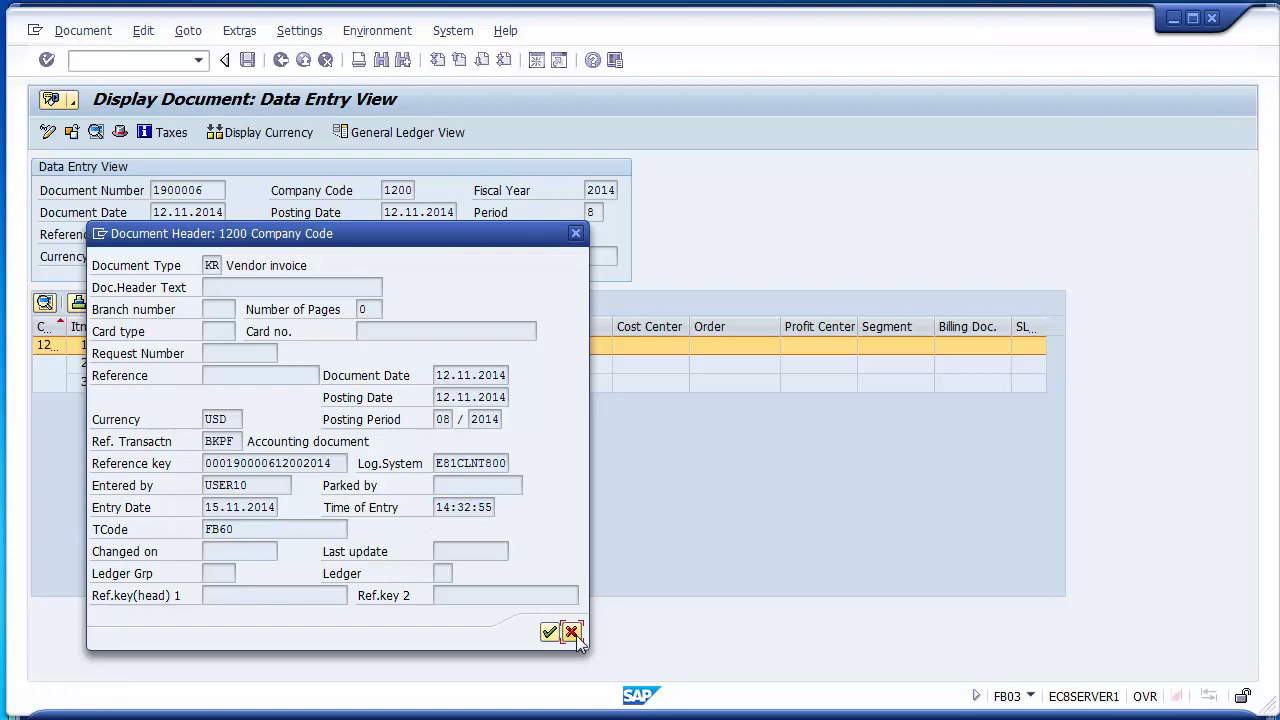 Document Edit Goto Extras Settings Environment System Help
Display Document: Data Entry View
Taxes Display Currency General Ledger View
Data Entry View
Document Number 1900006 Company Code 1200 Fiscal Year 2014
Document Date 12.11.2014 Posting Date 12.11.2014 Period 8
Referenc
Currency
Document Header: 1200 Company Code
Document Type KR Vendor invoice
Doc.Header Text
Branch number Number of Pages 0
Card type Card no.
Request Number
Reference Document Date 12.11.2014
Posting Date 12.11.2014
Currency USD Posting Period 08 / 2014
Ref. Transactn BKPF Accounting document
Reference key 000190000612002014 Log.System E81CLNT800
Entered by USER10 Parked by
Entry Date 15.11.2014 Time of Entry 14:32:55
TCode FB60
Changed on Last update
Ledger Grp Ledger
Ref.key(head) 1 Ref.key 2
C.. Itn Cost Center Order Profit Center Segment Billing Doc. SL..
12..
2
3
SAP FB03 EC8SERVER1 OVR